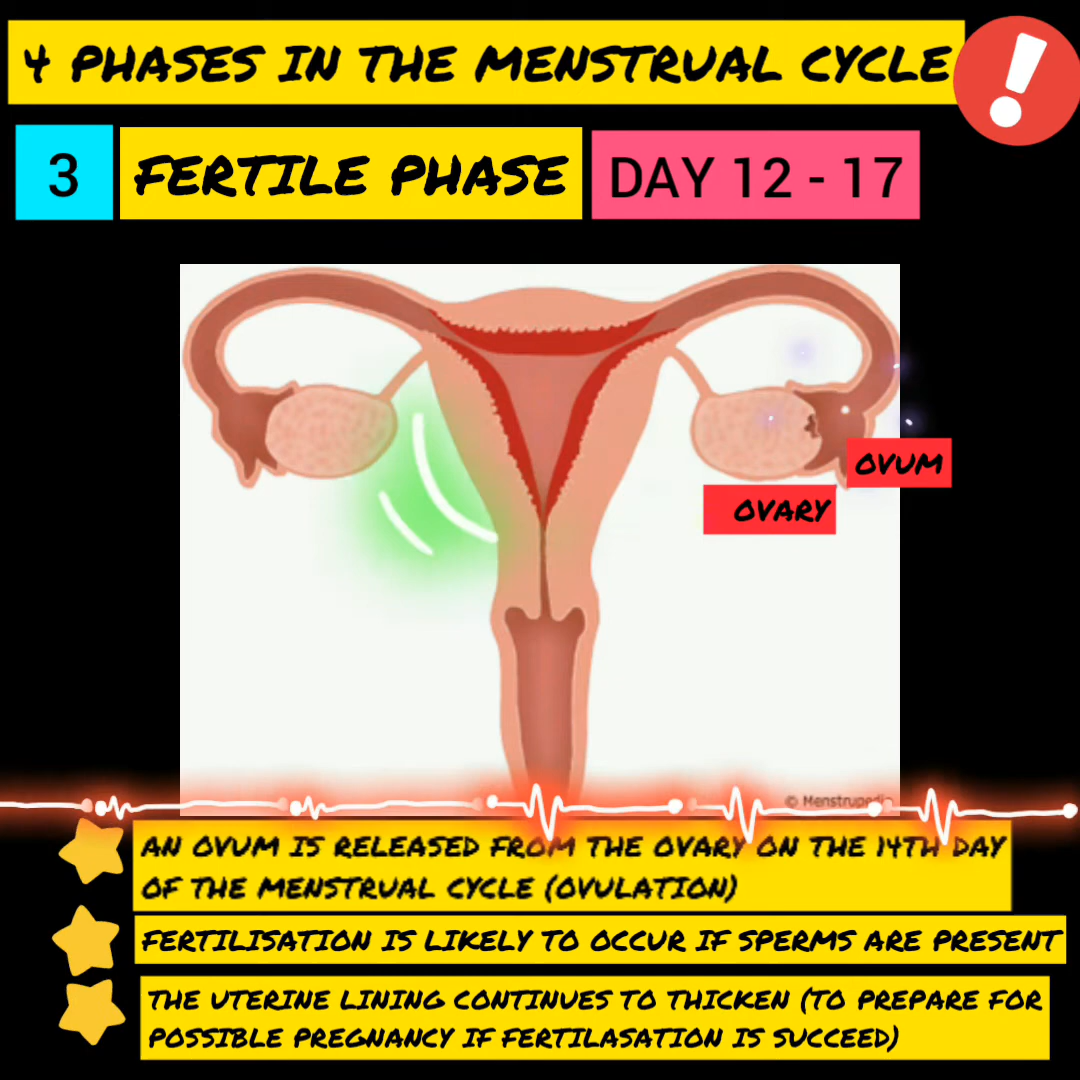 4 PHASES IN THE MENSTRUAL CYCLE
3 FERTILE PHASE DAY 12 - 17
OVUM
OVARY
© Menstrupedia
AN OVUM IS RELEASED FROM THE OVARY ON THE 14TH DAY
OF THE MENSTRUAL CYCLE (OVULATION)
FERTILISATION IS LIKELY TO OCCUR IF SPERMS ARE PRESENT
THE UTERINE LINING CONTINUES TO THICKEN (TO PREPARE FOR
POSSIBLE PREGNANCY IF FERTILASATION IS SUCCEED)